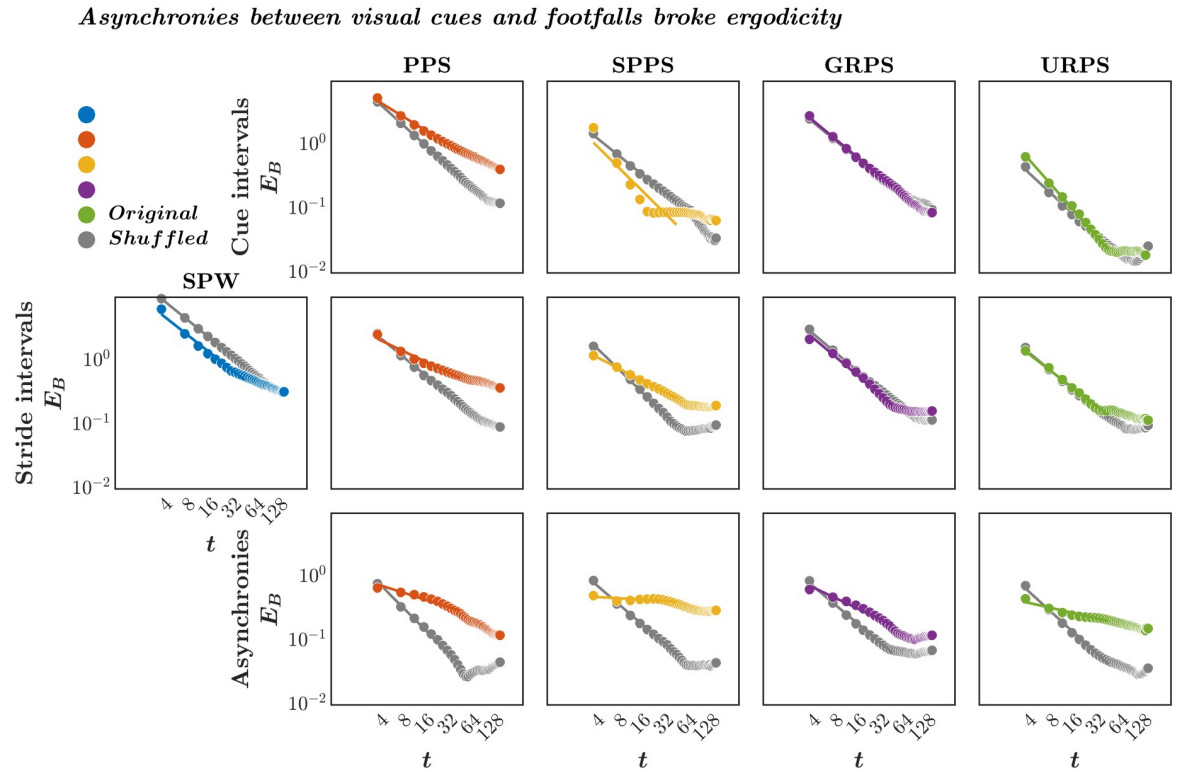 Asynchronies between visual cues and footfalls broke ergodicity
PPS SPPS GRPS URPS
Original
Shuffled
Cue intervals
E_B
10^0
10^-1
10^-2
SPW
Stride intervals
E_B
10^0
10^-1
10^-2
4 8 16 32 64 128
t
Asynchronies
E_B
10^0
10^-1
10^-2
4 8 16 32 64 128 4 8 16 32 64 128 4 8 16 32 64 128 4 8 16 32 64 128
t t t t